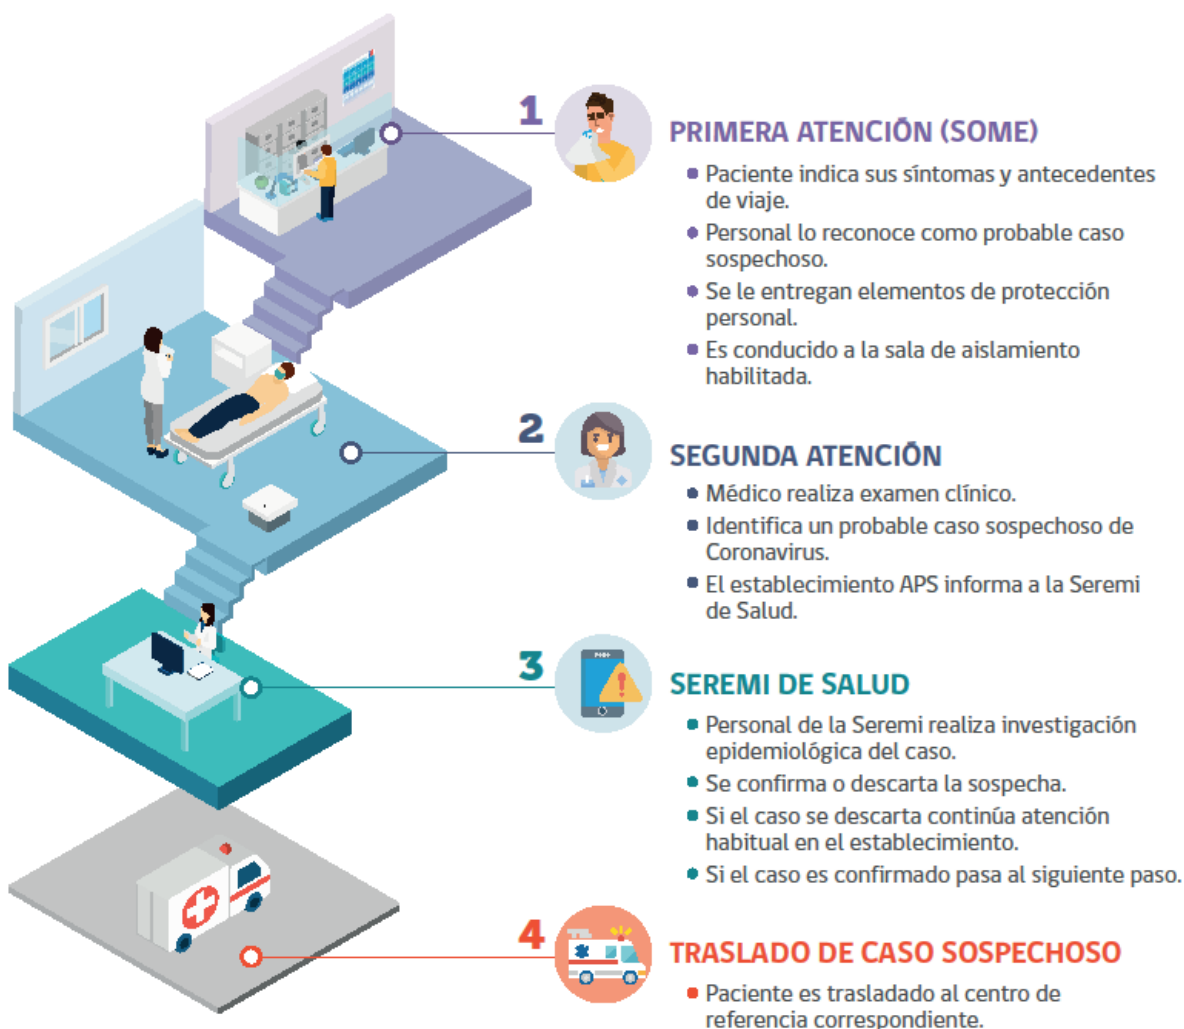 1
PRIMERA ATENCIÓN (SOME)
Paciente indica sus síntomas y antecedentes
de viaje.
Personal lo reconoce como probable caso
sospechoso.
Se le entregan elementos de protección
personal.
Es conducido a la sala de aislamiento
habilitada.
2
SEGUNDA ATENCIÓN
Médico realiza examen clínico.
Identifica un probable caso sospechoso de
Coronavirus.
El establecimiento APS informa a la Seremi
de Salud.
3
SEREMI DE SALUD
Personal de la Seremi realiza investigación
epidemiológica del caso.
Se confirma o descarta la sospecha.
Si el caso se descarta continúa atención
habitual en el establecimiento.
Si el caso es confirmado pasa al siguiente paso.
4
TRASLADO DE CASO SOSPECHOSO
Paciente es trasladado al centro de
referencia correspondiente.